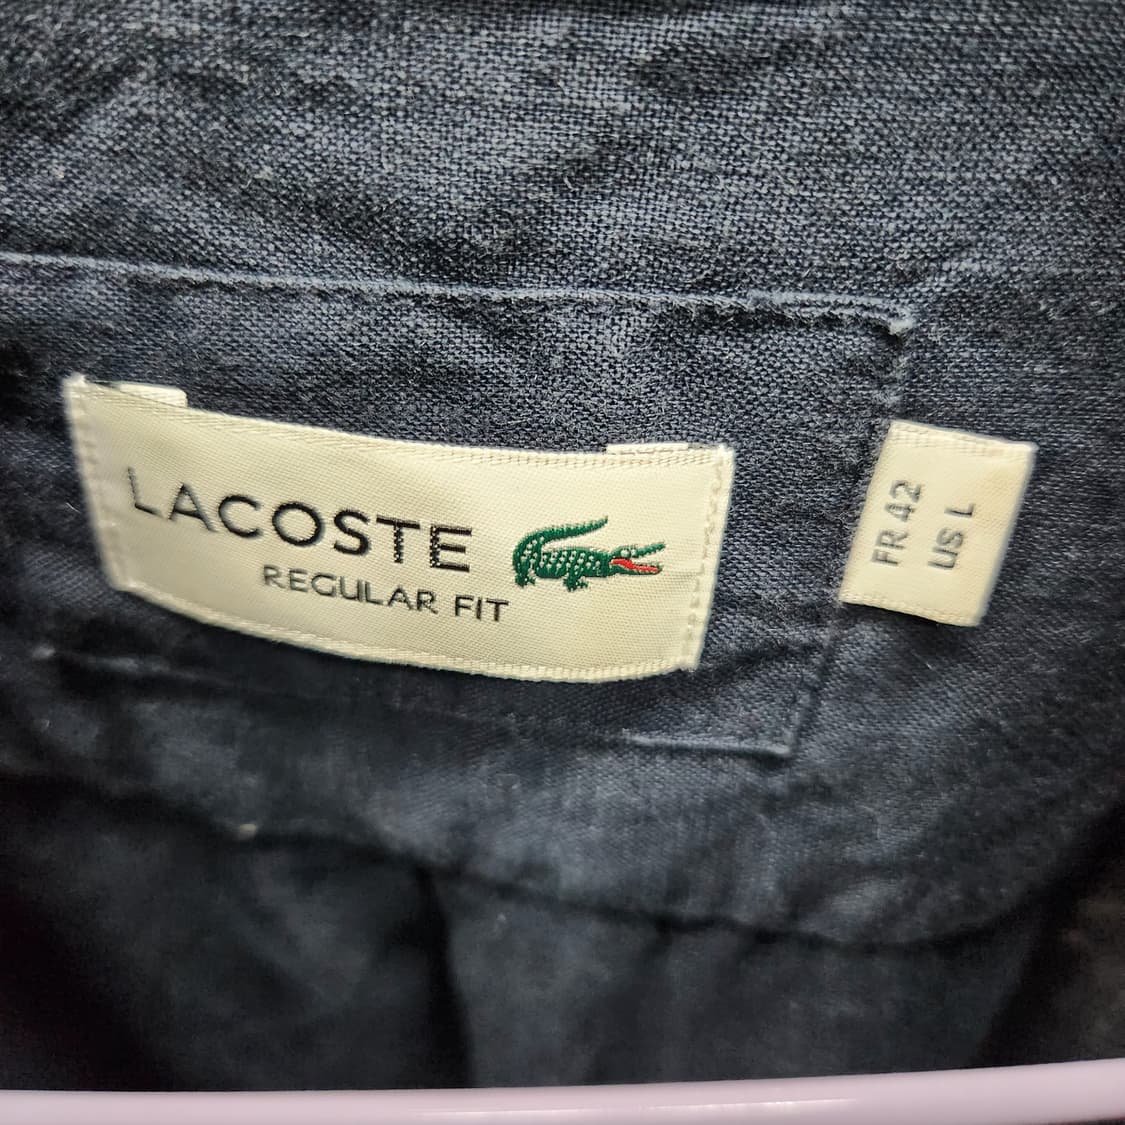 LACOSTE
REGULAR FIT
FR 42
US L